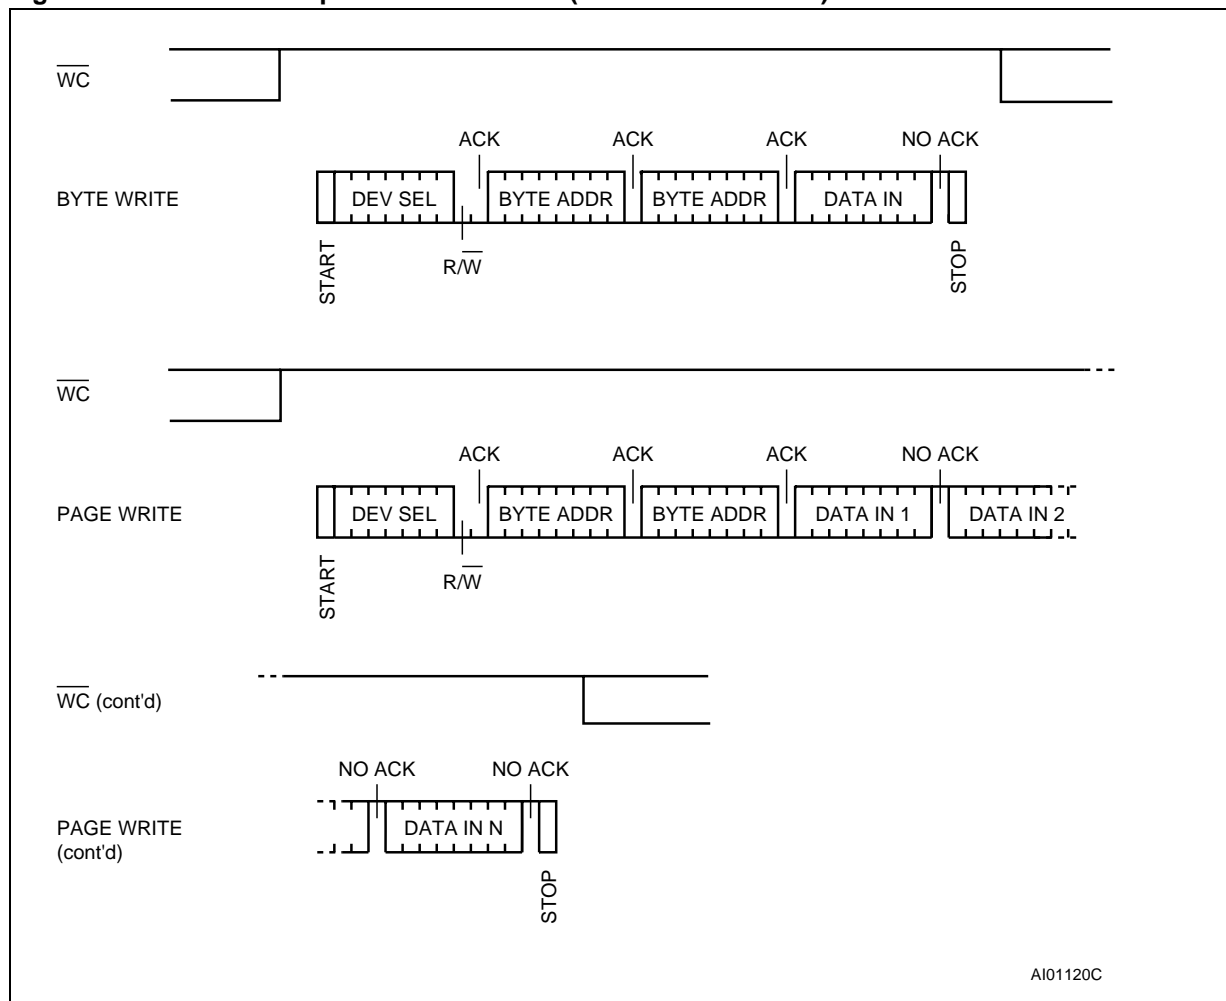 WC
ACK ACK ACK NO ACK
BYTE WRITE DEV SEL BYTE ADDR BYTE ADDR DATA IN
START R/W STOP
WC
ACK ACK ACK NO ACK
PAGE WRITE DEV SEL BYTE ADDR BYTE ADDR DATA IN 1 DATA IN 2
START R/W
WC (cont'd)
NO ACK NO ACK
PAGE WRITE DATA IN N
(cont'd)
STOP
AI01120C